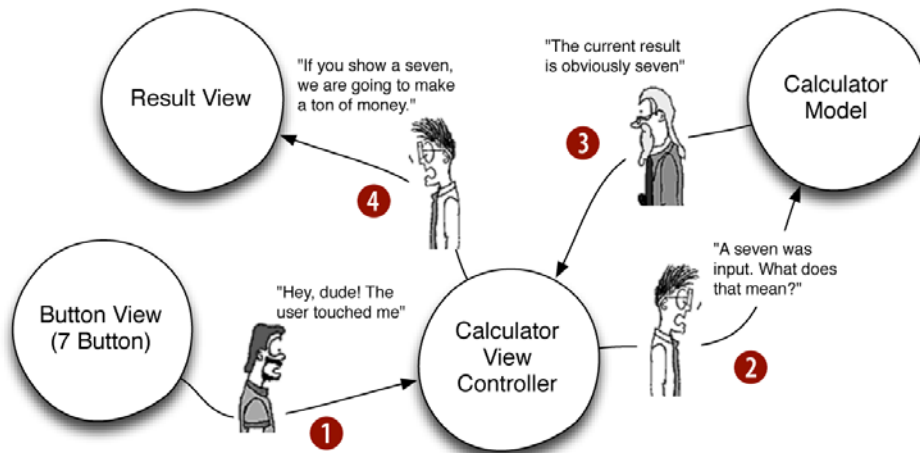 Result View
"If you show a seven,
we are going to make
a ton of money."
4
"The current result
is obviously seven"
3
Calculator
Model
Button View
(7 Button)
"Hey, dude! The
user touched me"
1
Calculator
View
Controller
"A seven was
input. What does
that mean?"
2